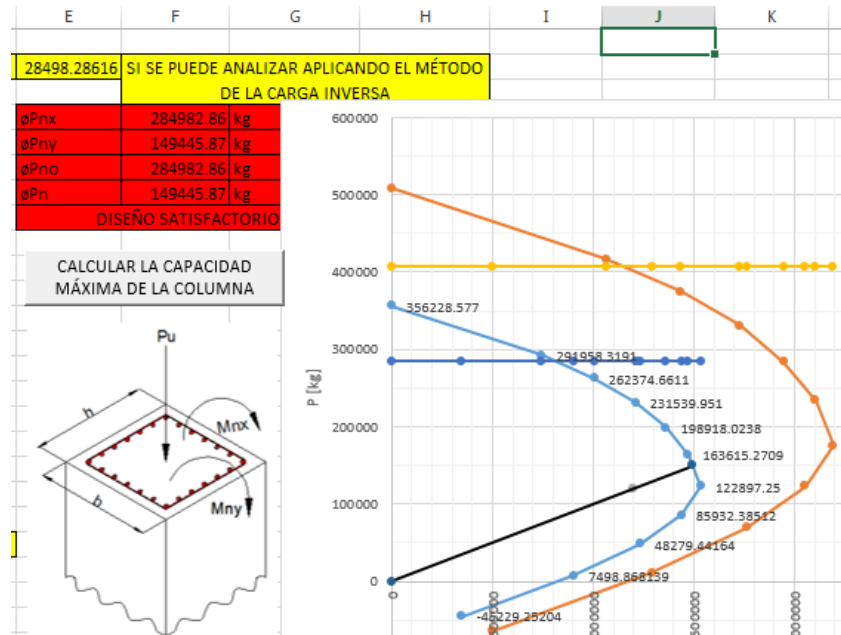 E F G H I J K
28498.28616 SI SE PUEDE ANALIZAR APLICANDO EL MÉTODO
DE LA CARGA INVERSA
øPnx 284982.86 kg
øPny 149445.87 kg
øPno 284982.86 kg
øPn 149445.87 kg
DISEÑO SATISFACTORIO
CALCULAR LA CAPACIDAD
MÁXIMA DE LA COLUMNA
Pu
h
Mnx
b
Mny
P [kg]
600000
500000
400000
300000
200000
100000
0
356228.577
291958.3191
262374.6611
231539.951
198918.0238
163615.2709
122897.25
85932.38512
48279.44164
7498.868139
-45229.25204
0